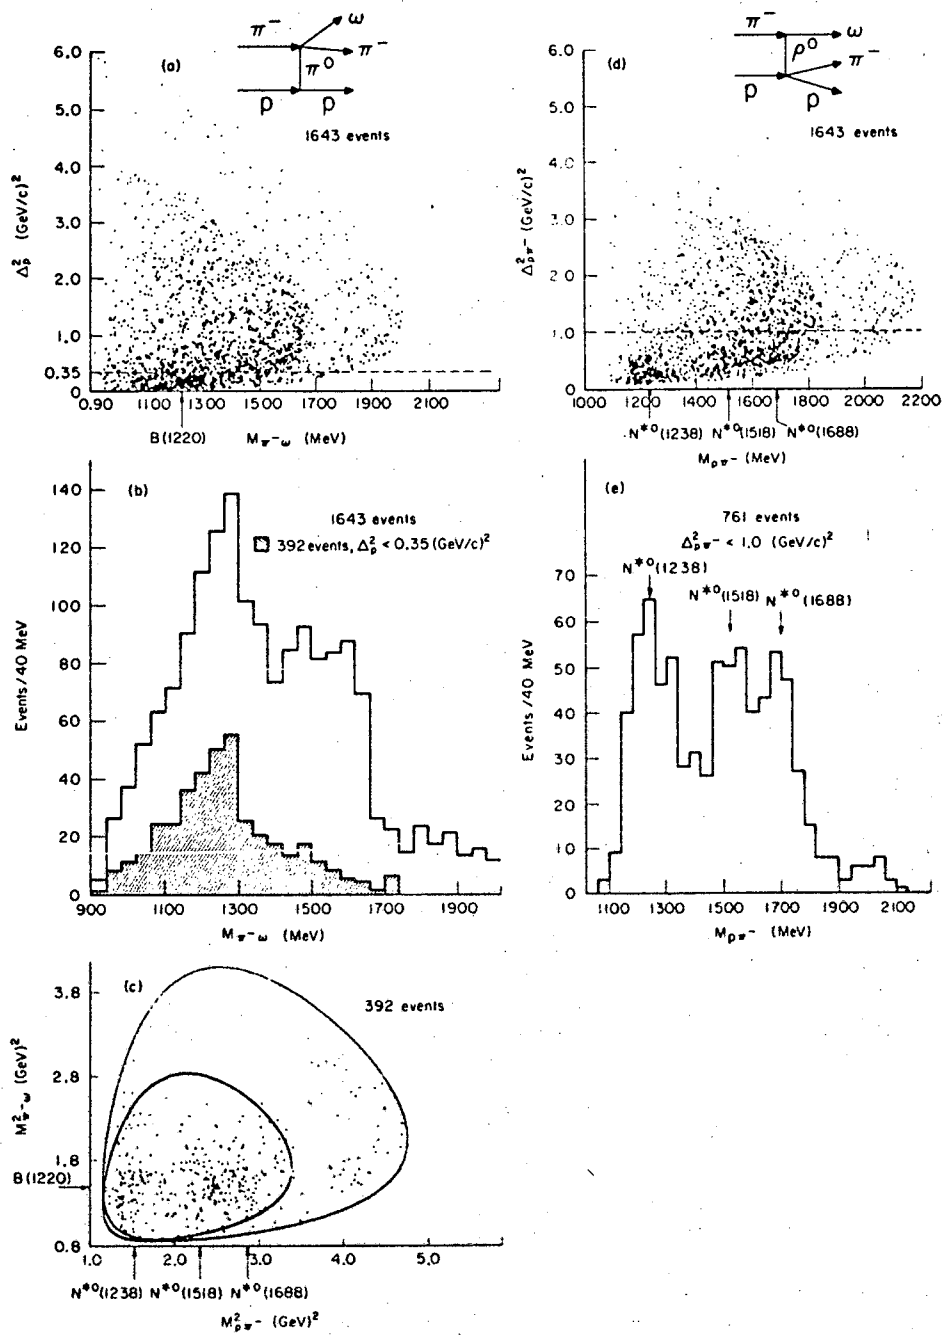 (a)
π⁻ ω
π⁻
π⁰
p p
1643 events
6.0
5.0
4.0
3.0
2.0
1.0
0.35
0
Δ²p (GeV/c)²
0.90 1100 1300 1500 1700 1900 2100
B(1220) Mπ⁻ω (MeV)
(d)
π⁻ ω
ρ⁰
π⁻
p p
1643 events
6.0
5.0
4.0
3.0
2.0
1.0
0
Δ²pπ⁻ (GeV/c)²
1000 1200 1400 1600 1800 2000 2200
N*⁰(1238) N*⁰(1518) N*⁰(1688)
Mpπ⁻ (MeV)
(b)
1643 events
392 events, Δ²p < 0.35 (GeV/c)²
140
120
100
80
60
40
20
0
Events/40 MeV
900 1100 1300 1500 1700 1900
Mπ⁻ω (MeV)
(e)
761 events
Δ²pπ⁻ < 1.0 (GeV/c)²
N*⁰(1238)
N*⁰(1518) N*⁰(1688)
70
60
50
40
30
20
10
0
Events/40 MeV
1100 1300 1500 1700 1900 2100
Mpπ⁻ (MeV)
(c)
392 events
3.8
2.8
1.8
0.8
M²π⁻ω (GeV)²
B(1220)
1.0 2.0 3.0 4.0 5.0
N*⁰(1238) N*⁰(1518) N*⁰(1688)
M²pπ⁻ (GeV)²